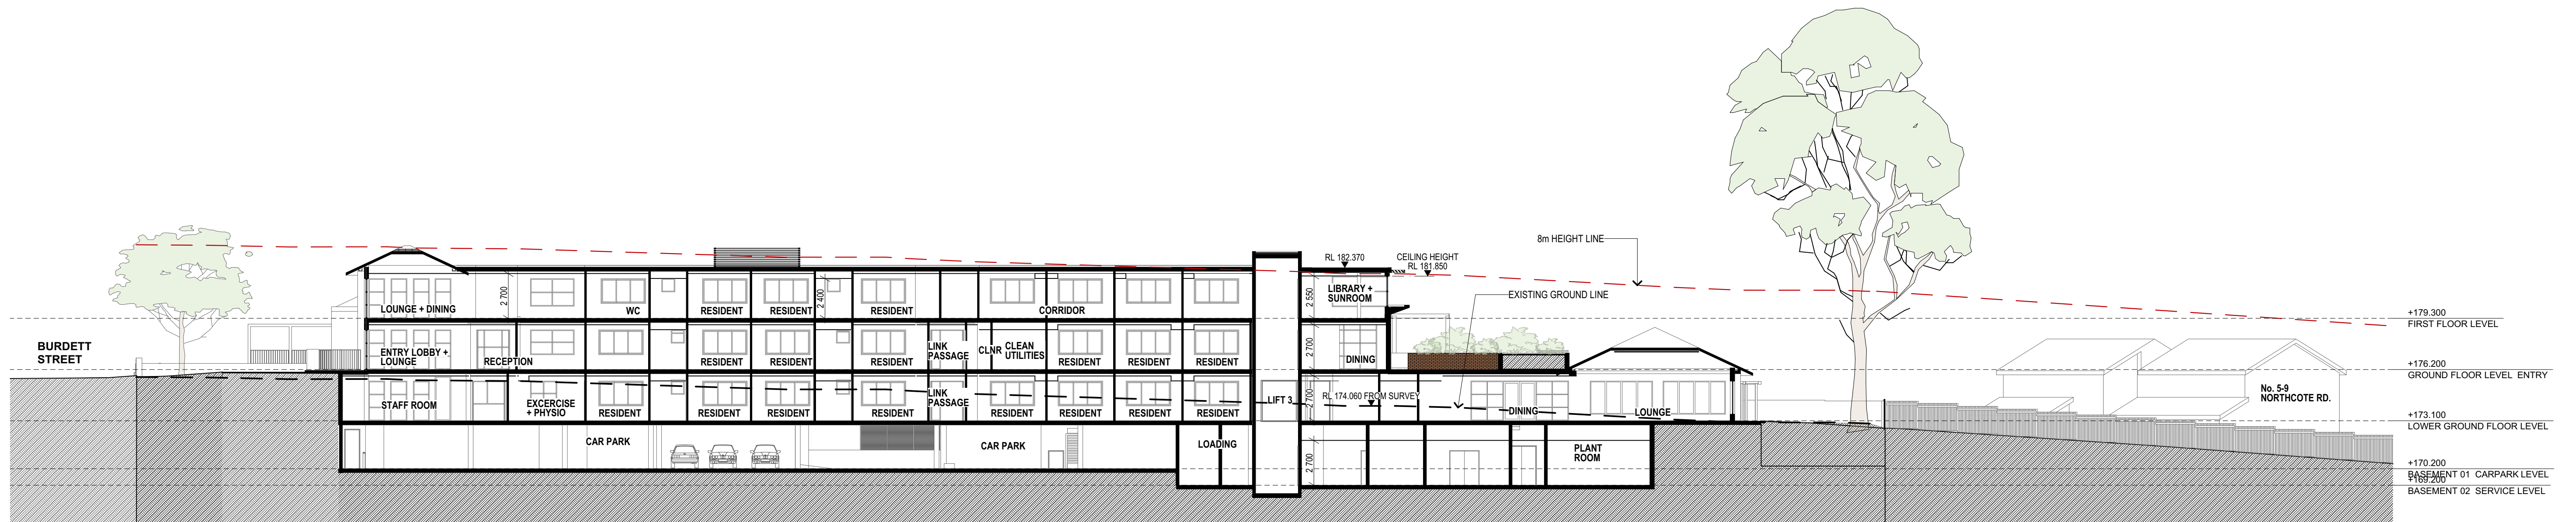 8m HEIGHT LINE
RL 182.370
CEILING HEIGHT
RL 181.850
EXISTING GROUND LINE
LOUNGE + DINING
2 700
WC
RESIDENT
RESIDENT
2 400
RESIDENT
CORRIDOR
2 550
LIBRARY +
SUNROOM
+179.300
FIRST FLOOR LEVEL
BURDETT
STREET
ENTRY LOBBY +
LOUNGE
RECEPTION
RESIDENT
RESIDENT
RESIDENT
LINK
PASSAGE
CLNR
CLEAN
UTILITIES
RESIDENT
RESIDENT
RESIDENT
2 700
DINING
+176.200
GROUND FLOOR LEVEL ENTRY
STAFF ROOM
EXCERCISE
+ PHYSIO
RESIDENT
RESIDENT
RESIDENT
RESIDENT
LINK
PASSAGE
RESIDENT
RESIDENT
RESIDENT
RESIDENT
LIFT 3
2 700
RL 174.060 FROM SURVEY
DINING
LOUNGE
No. 5-9
NORTHCOTE RD.
+173.100
LOWER GROUND FLOOR LEVEL
CAR PARK
CAR PARK
LOADING
2 700
PLANT
ROOM
+170.200
BASEMENT 01 CARPARK LEVEL
+169.200
BASEMENT 02 SERVICE LEVEL